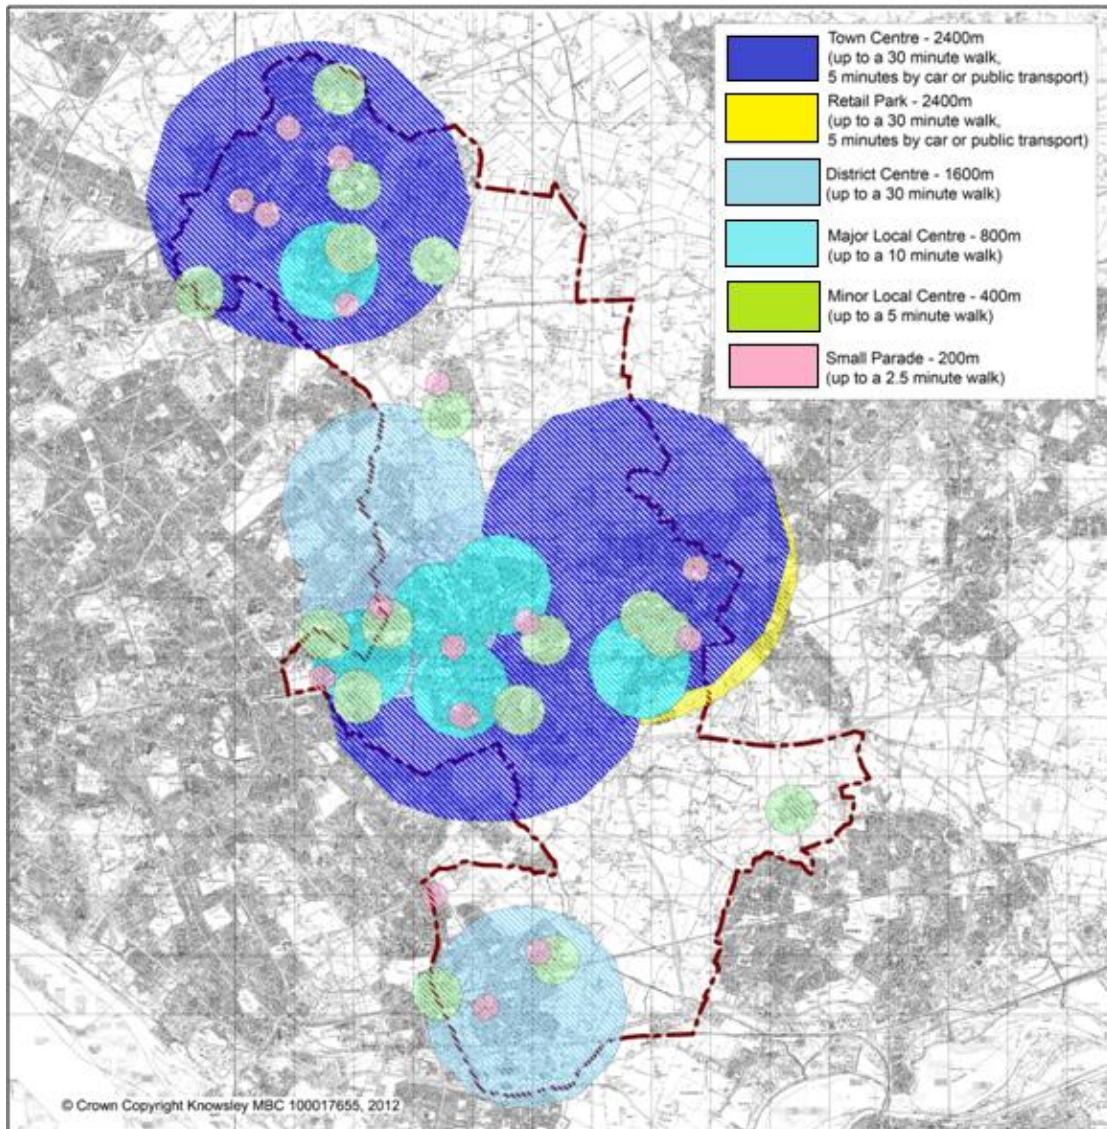 Town Centre - 2400m
(up to a 30 minute walk,
5 minutes by car or public transport)
Retail Park - 2400m
(up to a 30 minute walk,
5 minutes by car or public transport)
District Centre - 1600m
(up to a 30 minute walk)
Major Local Centre - 800m
(up to a 10 minute walk)
Minor Local Centre - 400m
(up to a 5 minute walk)
Small Parade - 200m
(up to a 2.5 minute walk)
© Crown Copyright Knowsley MBC 100017655, 2012